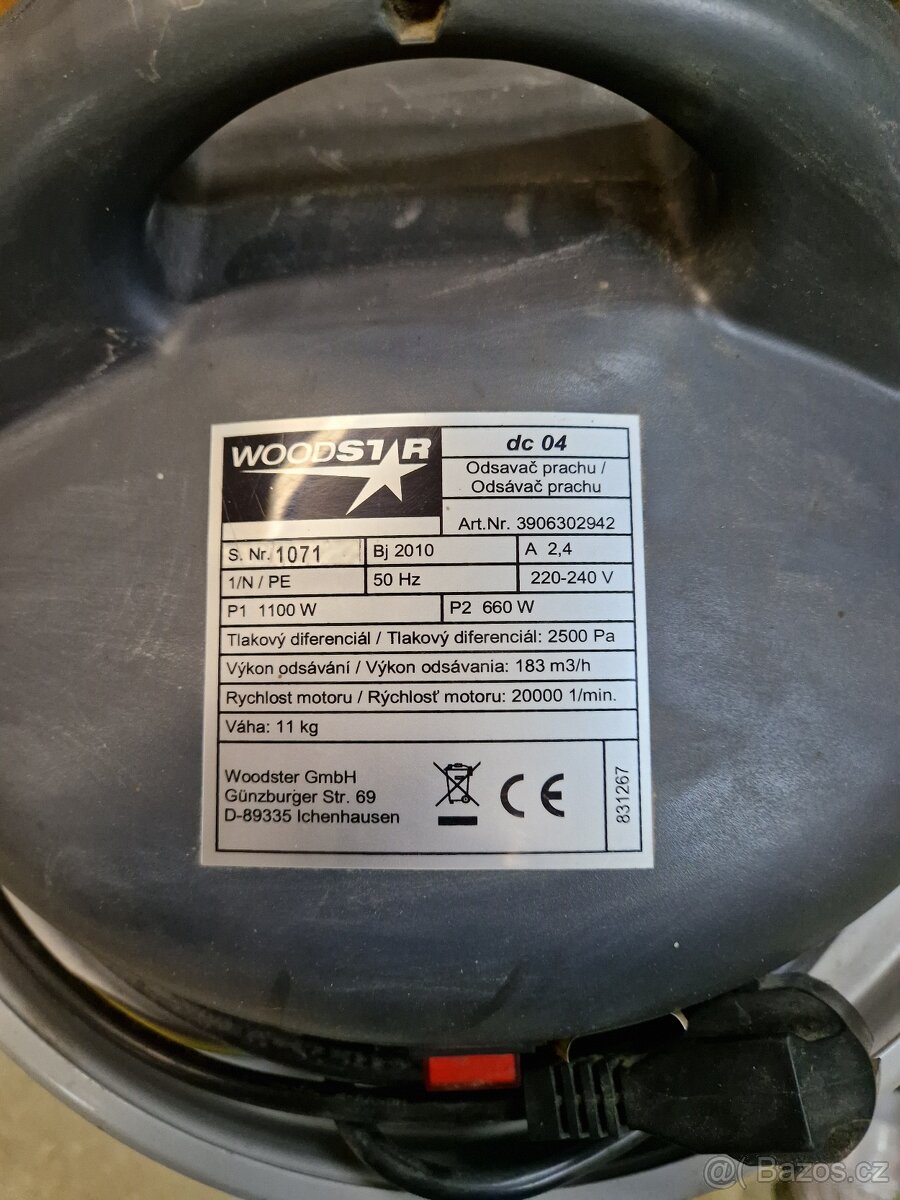 WOODSTAR
dc 04
Odsavač prachu /
Odsávač prachu
Art.Nr. 3906302942
S. Nr. 1071
Bj 2010
A 2,4
1/N / PE
50 Hz
220-240 V
P1 1100 W
P2 660 W
Tlakový diferenciál / Tlakový diferenciál: 2500 Pa
Výkon odsávání / Výkon odsávania: 183 m3/h
Rychlost motoru / Rýchlosť motoru: 20000 1/min.
Váha: 11 kg
Woodster GmbH
Günzburger Str. 69
D-89335 Ichenhausen
CE
831267
@ Bazos.cz